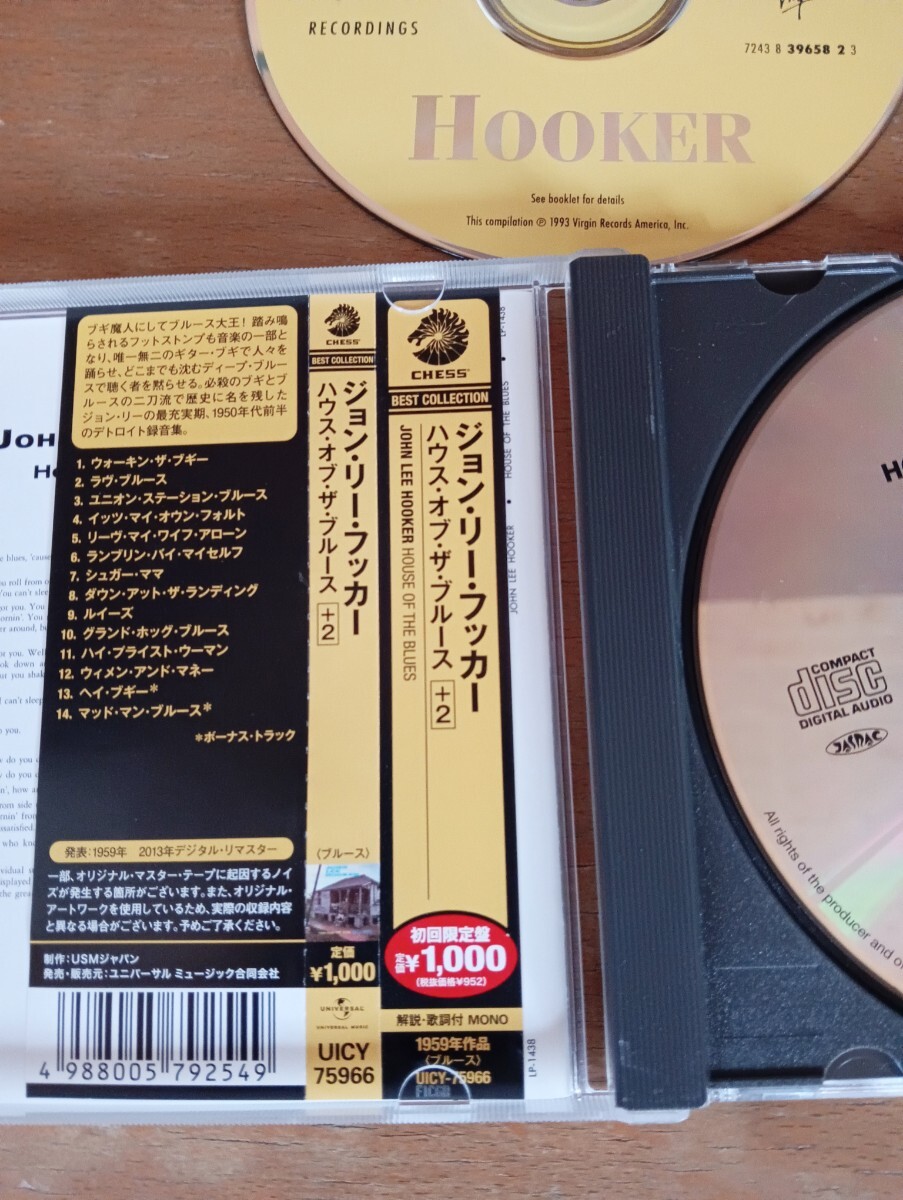 RECORDINGS
7243 8 39658 2 3
HOOKER
See booklet for details
This compilation ℗ 1993 Virgin Records America, Inc.
ブギ魔人にしてブルース大王！踏み鳴
らされるフットストンプも音楽の一部と
なり、唯一無二のギター・ブギで人々を
踊らせ、どこまでも沈むディープ・ブルー
スで聴く者を黙らせる。必殺のブギとブ
ルースの二刀流で歴史に名を残した
ジョン・リーの最充実期、1950年代前半
のデトロイト録音集。
1. ウォーキン・ザ・ブギー
2. ラヴ・ブルース
3. ユニオン・ステーション・ブルース
4. イッツ・マイ・オウン・フォルト
5. リーヴ・マイ・ワイフ・アローン
6. ランブリン・バイ・マイセルフ
7. シュガー・ママ
8. ダウン・アット・ザ・ランディング
9. ルイーズ
10. グランド・ホッグ・ブルース
11. ハイ・プライスト・ウーマン
12. ウィメン・アンド・マネー
13. ヘイ・ブギー*
14. マッド・マン・ブルース*
*ボーナス・トラック
発表：1959年 2013年デジタル・リマスター
一部、オリジナル・マスター・テープに起因するノイ
ズが発生する箇所がございます。また、オリジナル・
アートワークを使用しているため、実際の収録内容
と異なる場合がございます。予めご了承ください。
制作：USMジャパン
発売・販売元：ユニバーサル ミュージック合同会社
4 988005 792549
CHESS
BEST COLLECTION
ジョン・リー・フッカー
ハウス・オブ・ザ・ブルース +2
〈ブルース〉
定価
¥1,000
UNIVERSAL
UNIVERSAL MUSIC
UICY
75966
CHESS
BEST COLLECTION
ジョン・リー・フッカー
ハウス・オブ・ザ・ブルース +2
JOHN LEE HOOKER HOUSE OF THE BLUES
初回限定盤
定価¥1,000
(税抜価格¥952)
解説・歌詞付 MONO
1959年作品
〈ブルース〉
UICY-75966
JOHN LEE HOOKER • HOUSE OF THE BLUES • LP-1438
LP-1438
COMPACT
disc
DIGITAL AUDIO
JASRAC
All rights of the producer and